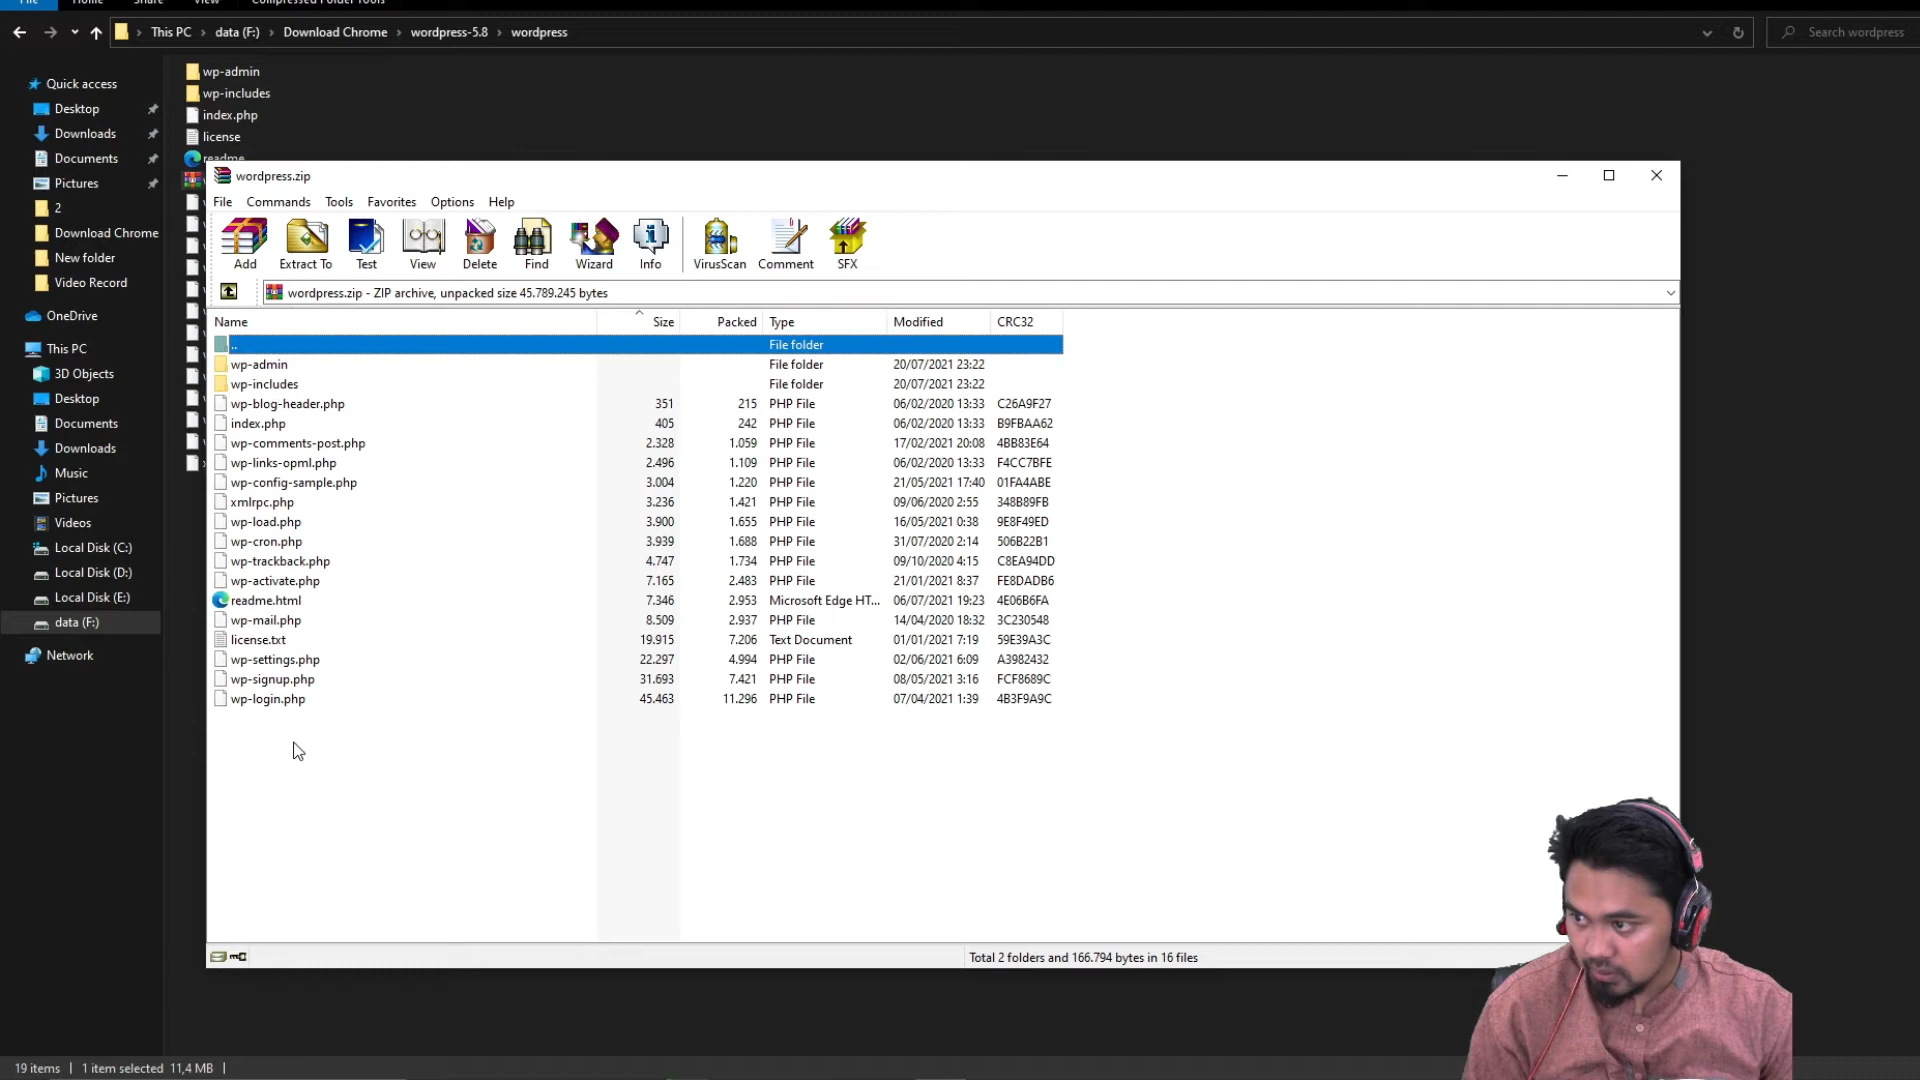 File Home Share View Compressed Folder Tools
This PC data (F:) Download Chrome wordpress-5.8 wordpress
Search wordpress
Quick access
Desktop
Downloads
Documents
Pictures
2
Download Chrome
New folder
Video Record
OneDrive
This PC
3D Objects
Desktop
Documents
Downloads
Music
Pictures
Videos
Local Disk (C:)
Local Disk (D:)
Local Disk (E:)
data (F:)
Network
wp-admin
wp-includes
index.php
license
readme
wordpress.zip
File Commands Tools Favorites Options Help
Add Extract To Test View Delete Find Wizard Info VirusScan Comment SFX
wordpress.zip - ZIP archive, unpacked size 45.789.245 bytes
Name Size Packed Type Modified CRC32
.. File folder
wp-admin File folder 20/07/2021 23:22
wp-includes File folder 20/07/2021 23:22
wp-blog-header.php 351 215 PHP File 06/02/2020 13:33 C26A9F27
index.php 405 242 PHP File 06/02/2020 13:33 B9FBAA62
wp-comments-post.php 2.328 1.059 PHP File 17/02/2021 20:08 4BB83E64
wp-links-opml.php 2.496 1.109 PHP File 06/02/2020 13:33 F4CC7BFE
wp-config-sample.php 3.004 1.220 PHP File 21/05/2021 17:40 01FA4ABE
xmlrpc.php 3.236 1.421 PHP File 09/06/2020 2:55 348B89FB
wp-load.php 3.900 1.655 PHP File 16/05/2021 0:38 9E8F49ED
wp-cron.php 3.939 1.688 PHP File 31/07/2020 2:14 506B22B1
wp-trackback.php 4.747 1.734 PHP File 09/10/2020 4:15 C8EA94DD
wp-activate.php 7.165 2.483 PHP File 21/01/2021 8:37 FE8DADB6
readme.html 7.346 2.953 Microsoft Edge HT... 06/07/2021 19:23 4E06B6FA
wp-mail.php 8.509 2.937 PHP File 14/04/2020 18:32 3C230548
license.txt 19.915 7.206 Text Document 01/01/2021 7:19 59E39A3C
wp-settings.php 22.297 4.994 PHP File 02/06/2021 6:09 A3982432
wp-signup.php 31.693 7.421 PHP File 08/05/2021 3:16 FCF8689C
wp-login.php 45.463 11.296 PHP File 07/04/2021 1:39 4B3F9A9C
Total 2 folders and 166.794 bytes in 16 files
19 items 1 item selected 11,4 MB